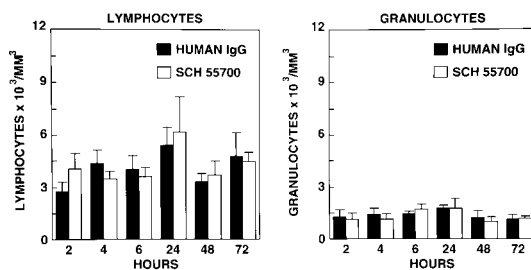 LYMPHOCYTES
LYMPHOCYTES x 10³/MM³
12
9
6
3
0
HUMAN IgG
SCH 55700
2 4 6 24 48 72
HOURS
GRANULOCYTES
GRANULOCYTES x 10³/MM³
12
9
6
3
0
HUMAN IgG
SCH 55700
2 4 6 24 48 72
HOURS